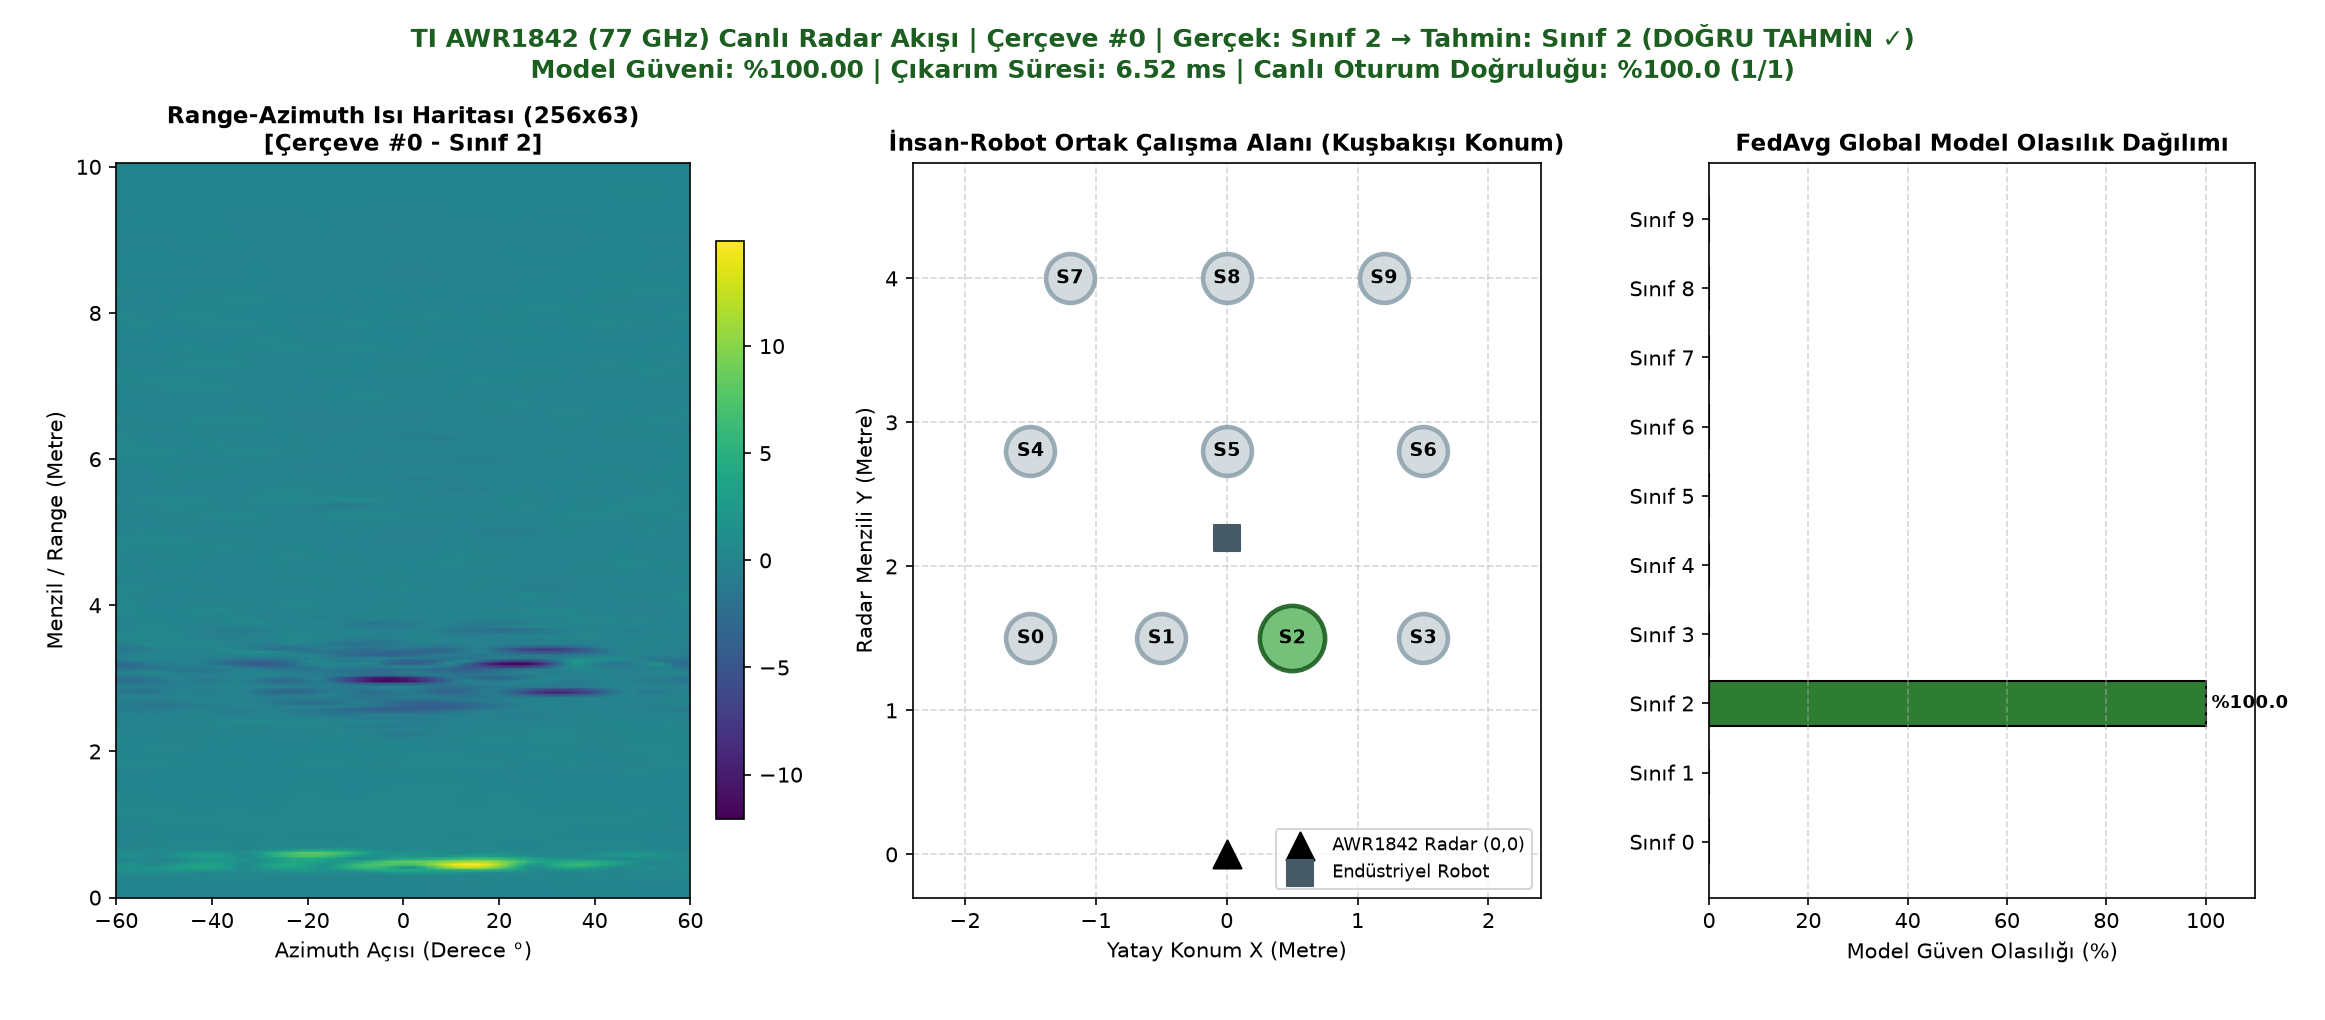 TI AWR1842 (77 GHz) Canlı Radar Akışı | Çerçeve #0 | Gerçek: Sınıf 2 → Tahmin: Sınıf 2 (DOĞRU TAHMİN ✓)
Model Güveni: %100.00 | Çıkarım Süresi: 6.52 ms | Canlı Oturum Doğruluğu: %100.0 (1/1)
Range-Azimuth Isı Haritası (256x63)
[Çerçeve #0 - Sınıf 2]
10
8
6
4
2
0
Menzil / Range (Metre)
−60 −40 −20 0 20 40 60
Azimuth Açısı (Derece °)
10
5
0
−5
−10
İnsan-Robot Ortak Çalışma Alanı (Kuşbakışı Konum)
4
3
2
1
0
Radar Menzili Y (Metre)
S7 S8 S9
S4 S5 S6
S0 S1 S2 S3
AWR1842 Radar (0,0)
Endüstriyel Robot
−2 −1 0 1 2
Yatay Konum X (Metre)
FedAvg Global Model Olasılık Dağılımı
Sınıf 9
Sınıf 8
Sınıf 7
Sınıf 6
Sınıf 5
Sınıf 4
Sınıf 3
Sınıf 2 %100.0
Sınıf 1
Sınıf 0
0 20 40 60 80 100
Model Güven Olasılığı (%)